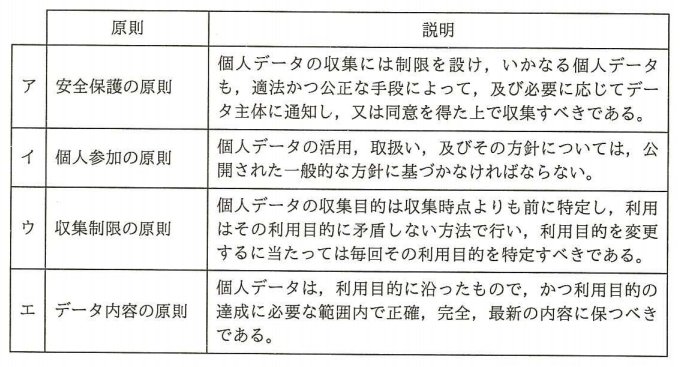 原則 説明
ア 安全保護の原則 個人データの収集には制限を設け，いかなる個人データ
も，適法かつ公正な手段によって，及び必要に応じてデー
タ主体に通知し，又は同意を得た上で収集すべきである。
イ 個人参加の原則 個人データの活用，取扱い，及びその方針については，公
開された一般的な方針に基づかなければならない。
ウ 収集制限の原則 個人データの収集目的は収集時点よりも前に特定し，利用
はその利用目的に矛盾しない方法で行い，利用目的を変更
するに当たっては毎回その利用目的を特定すべきである。
エ データ内容の原則 個人データは，利用目的に沿ったもので，かつ利用目的の
達成に必要な範囲内で正確，完全，最新の内容に保つべき
である。